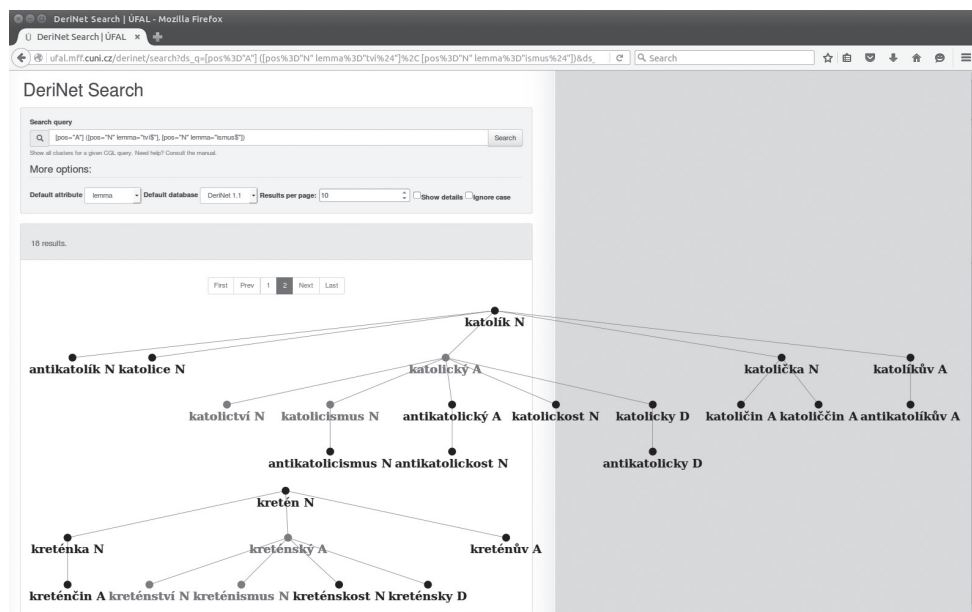 DeriNet Search | ÚFAL - Mozilla Firefox
DeriNet Search | ÚFAL ×
ufal.mff.cuni.cz/derinet/search?ds_q=[pos%3D"A"] ([pos%3D"N" lemma%3D"tví%24"]%2C [pos%3D"N" lemma%3D"ismus%24"])&ds_ Search
DeriNet Search
Search query
[pos="A"] ([pos="N" lemma="tví$"], [pos="N" lemma="ismus$"]) Search
Show all clusters for a given CQL query. Need help? Consult the manual.
More options:
Default attribute lemma Default database DeriNet 1.1 Results per page: 10 Show details Ignore case
18 results.
First Prev 1 2 Next Last
katolík N
antikatolík N katolice N katolický A katolička N katolíkův A
katolictví N katolicismus N antikatolický A katolickost N katolicky D katoličin A katoliččin A antikatolíkův A
antikatolicismus N antikatolickost N antikatolicky D
kretén N
kreténka N kreténský A kreténův A
kreténčin A kreténství N kreténismus N kreténskost N kreténsky D